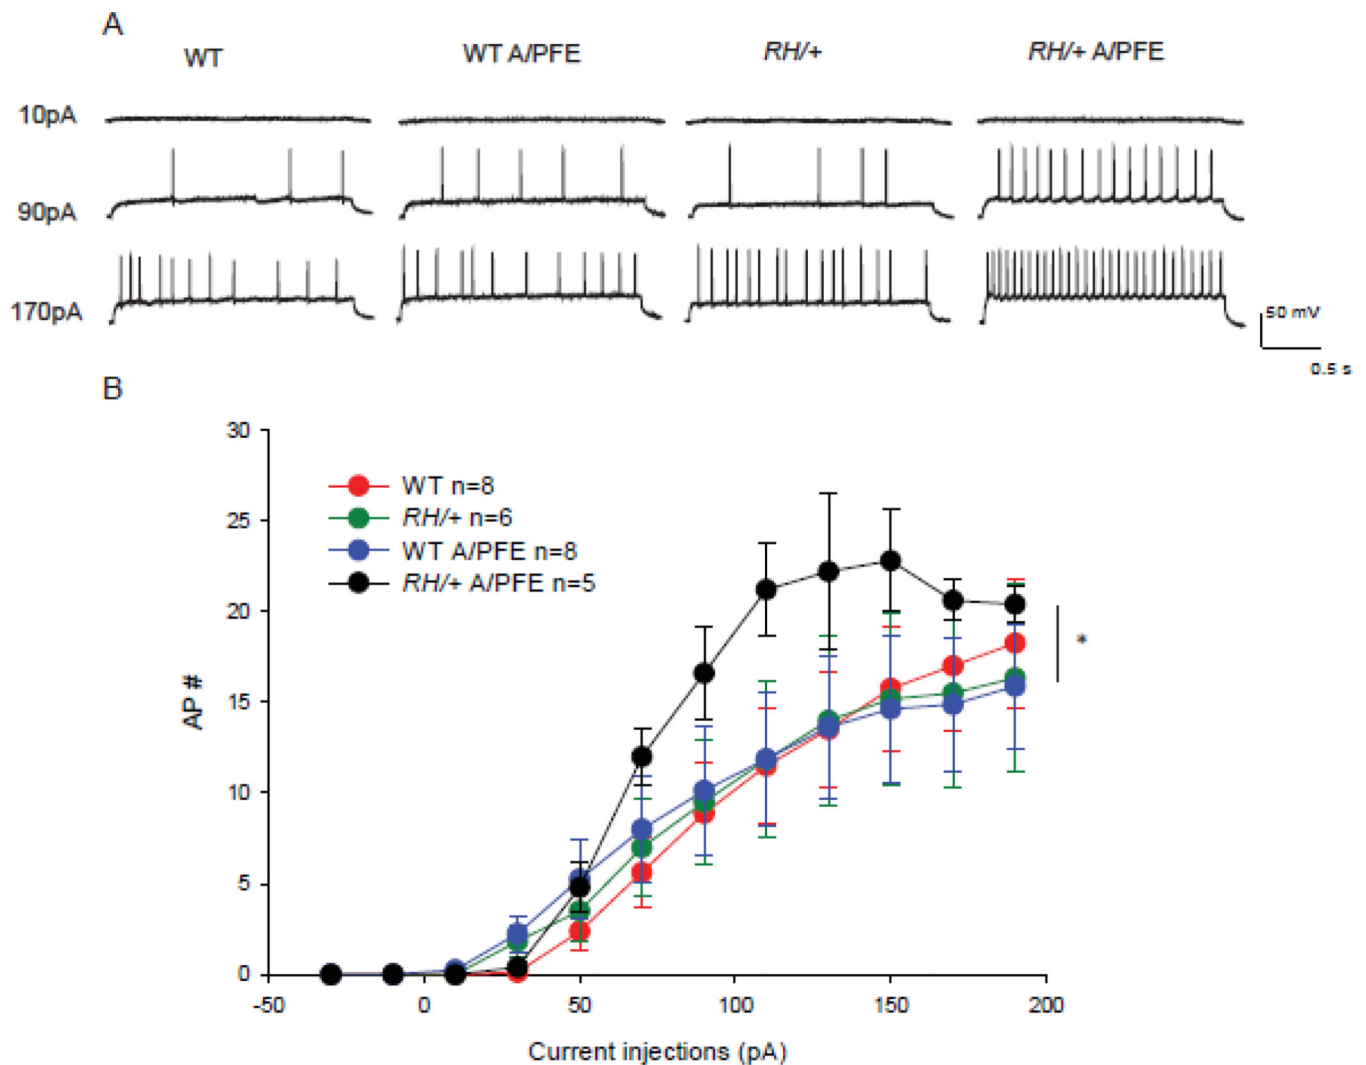 A
WT WT A/PFE RH/+ RH/+ A/PFE
10pA
90pA
170pA
50 mV
0.5 s
B
30
25
20
15
10
5
0
AP #
WT n=8
RH/+ n=6
WT A/PFE n=8
RH/+ A/PFE n=5
*
-50 0 50 100 150 200
Current injections (pA)